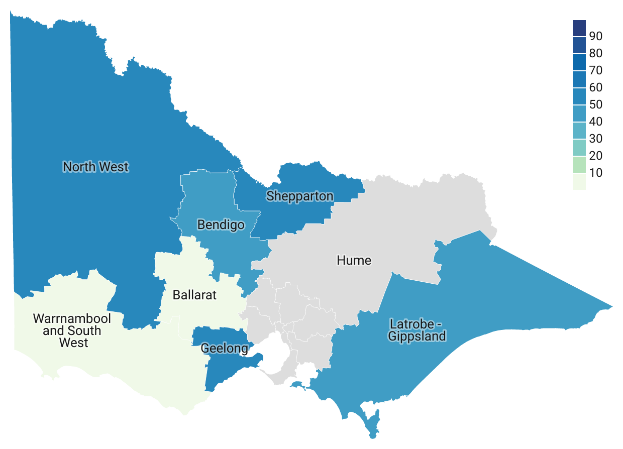 90
80
70
60
50
40
30
20
10
North West
Shepparton
Bendigo
Hume
Ballarat
Warrnambool
and South
West
Latrobe -
Gippsland
Geelong